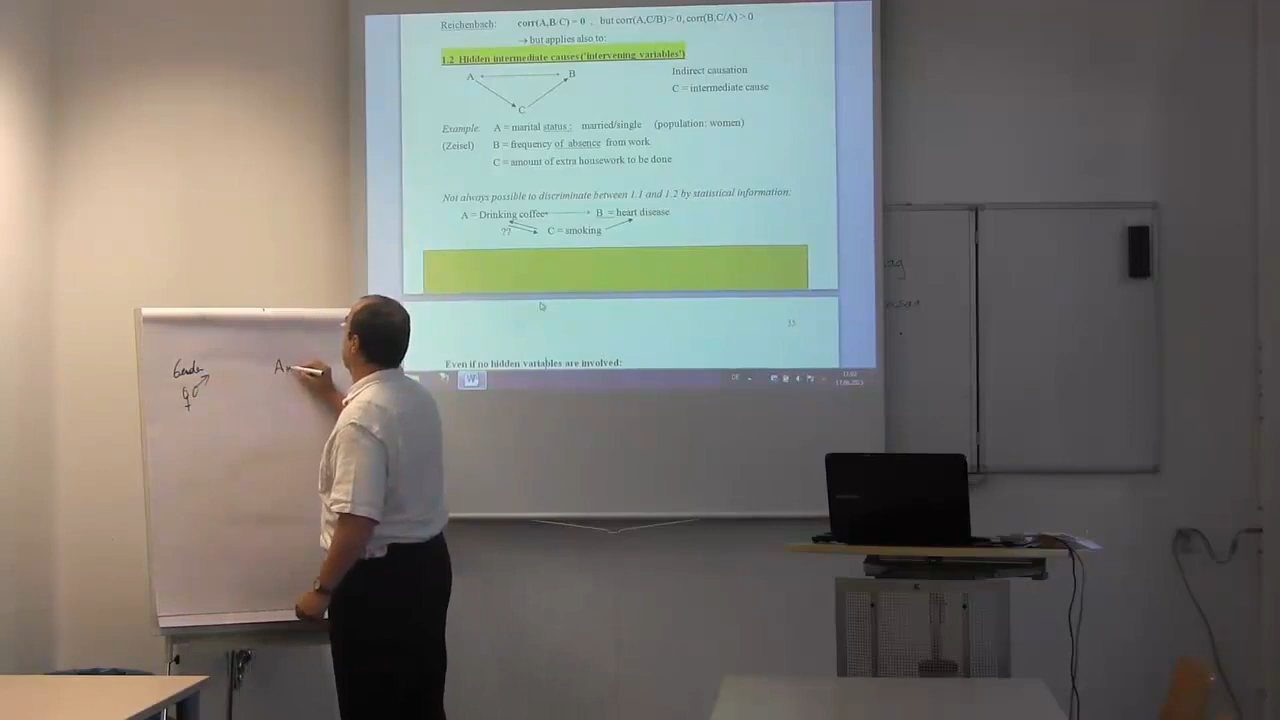 Reichenbach: corr(A,B/C) = 0 , but corr(A,C/B) > 0, corr(B,C/A) > 0
→ but applies also to:
1.2 Hidden intermediate causes ('intervening variables')
A B
C
Indirect causation
C = intermediate cause
Example: A = marital status : married/single (population: women)
(Zeisel) B = frequency of absence from work
C = amount of extra housework to be done
Not always possible to discriminate between 1.1 and 1.2 by statistical information:
A = Drinking coffee B = heart disease
?? C = smoking
35
Even if no hidden variables are involved:
DE
Gender